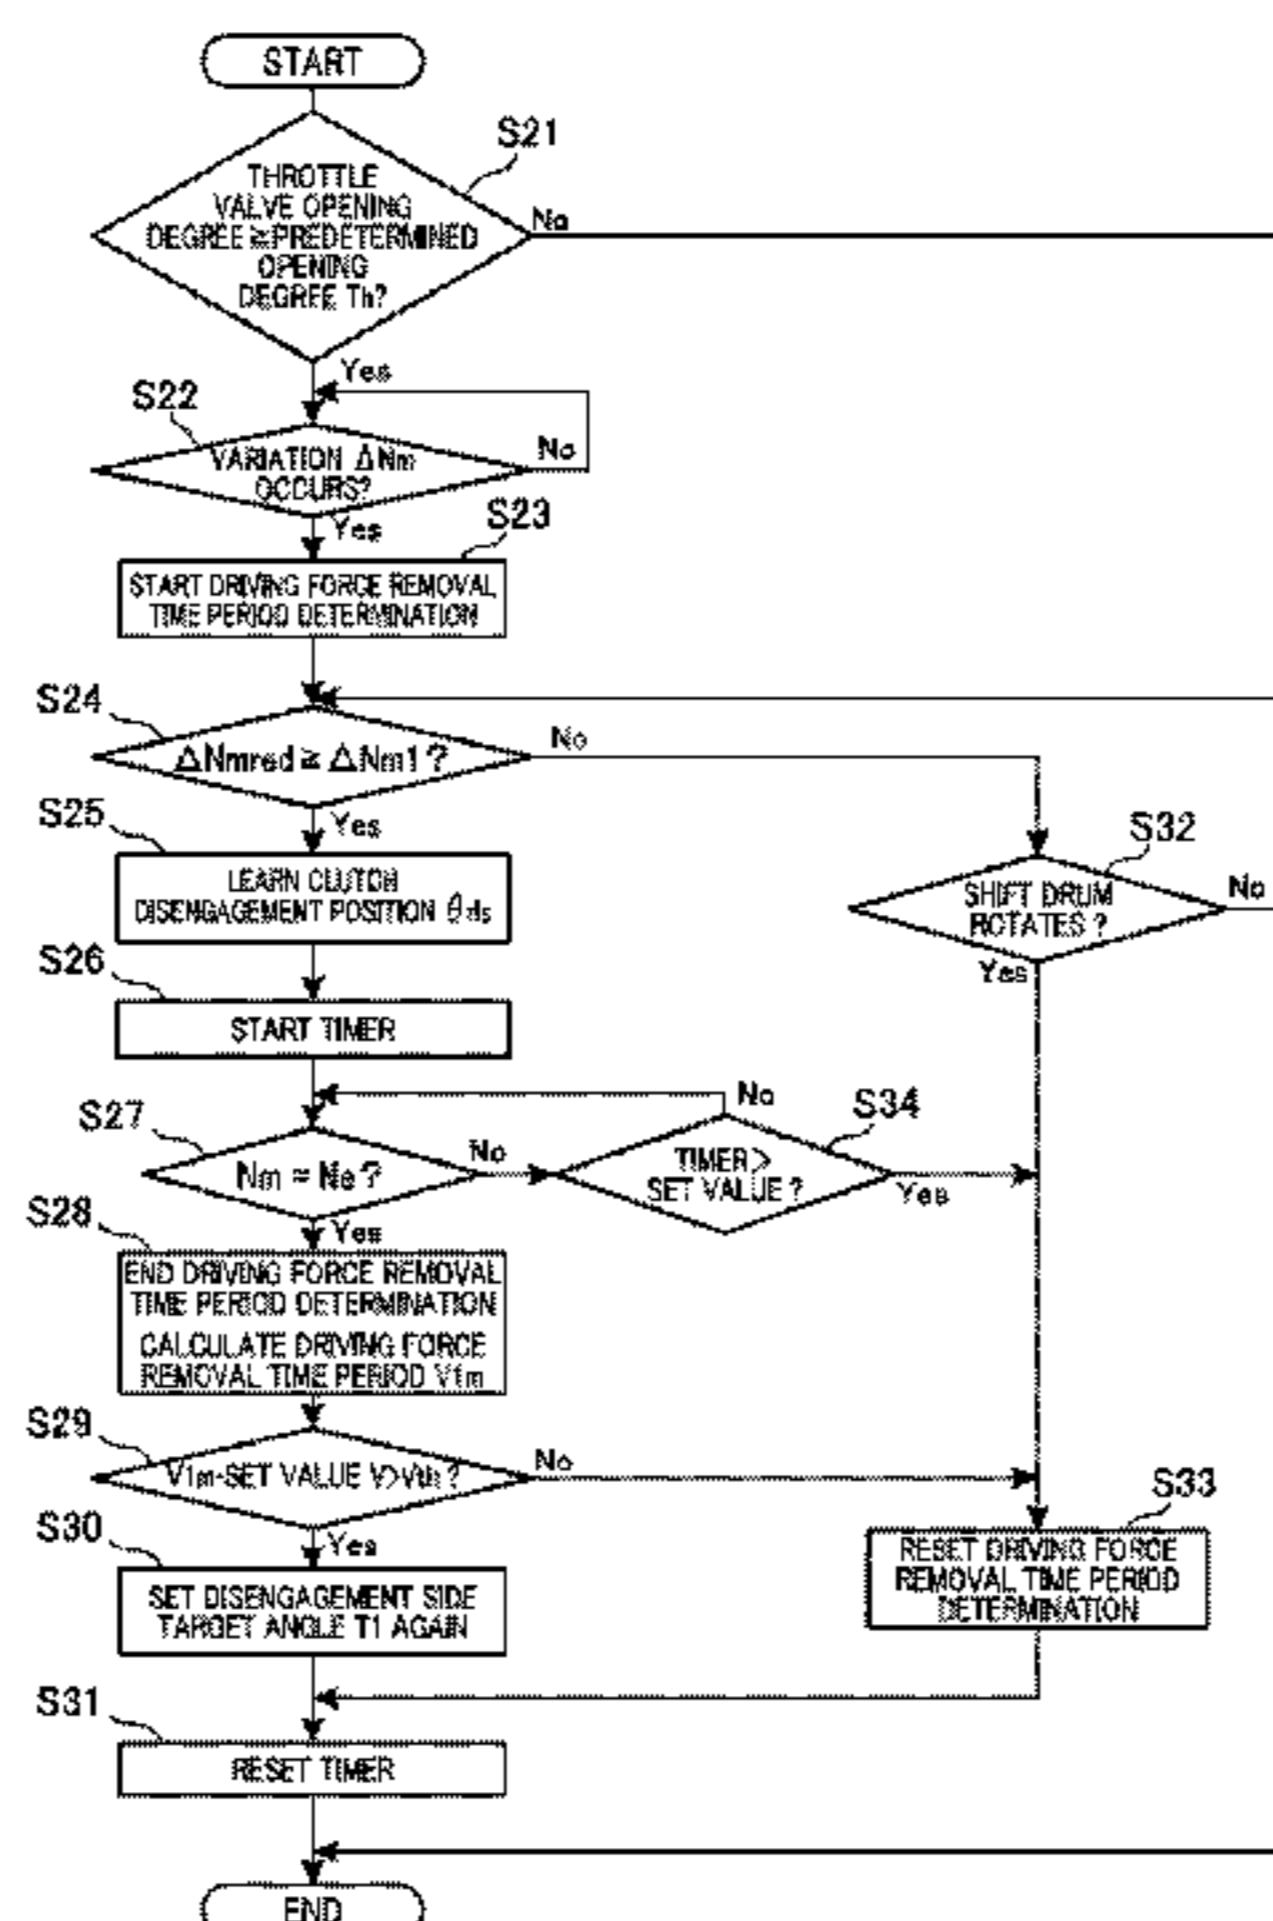 START
S21
THROTTLE
VALVE OPENING
DEGREE ≧ PREDETERMINED
OPENING
DEGREE Th?
No
Yes
S22
VARIATION ΔNm
OCCURS?
No
Yes
S23
START DRIVING FORCE REMOVAL
TIME PERIOD DETERMINATION
S24
ΔNmred ≧ ΔNm1 ?
No
Yes
S25
LEARN CLUTCH
DISENGAGEMENT POSITION θds
S32
SHIFT DRUM
ROTATES ?
No
Yes
S26
START TIMER
S27
Nm = Ne ?
No
Yes
S34
TIMER >
SET VALUE ?
No
Yes
S28
END DRIVING FORCE REMOVAL
TIME PERIOD DETERMINATION
CALCULATE DRIVING FORCE
REMOVAL TIME PERIOD V1m
S29
V1m-SET VALUE V>Vth ?
No
Yes
S30
SET DISENGAGEMENT SIDE
TARGET ANGLE T1 AGAIN
S33
RESET DRIVING FORCE
REMOVAL TIME PERIOD
DETERMINATION
S31
RESET TIMER
END